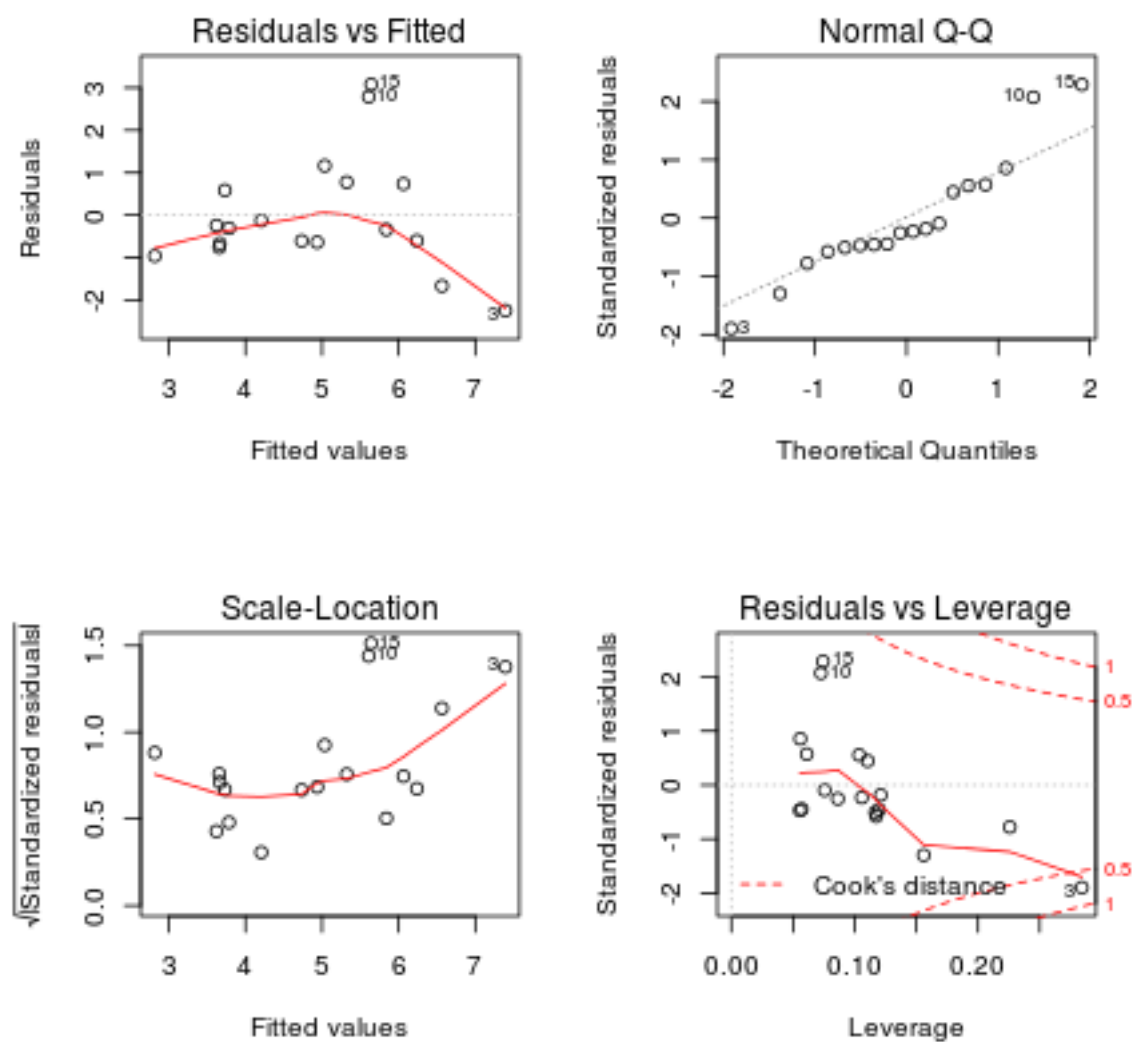 Residuals vs Fitted
Residuals
3
2
1
0
-2
15
10
3
3 4 5 6 7
Fitted values
Normal Q-Q
Standardized residuals
2
1
0
-1
-2
10
15
3
-2 -1 0 1 2
Theoretical Quantiles
Scale-Location
√|Standardized residuals|
1.5
1.0
0.5
0.0
15
10
3
3 4 5 6 7
Fitted values
Residuals vs Leverage
Standardized residuals
2
1
0
-1
-2
15
10
3
1
0.5
0.5
1
Cook's distance
0.00 0.10 0.20
Leverage